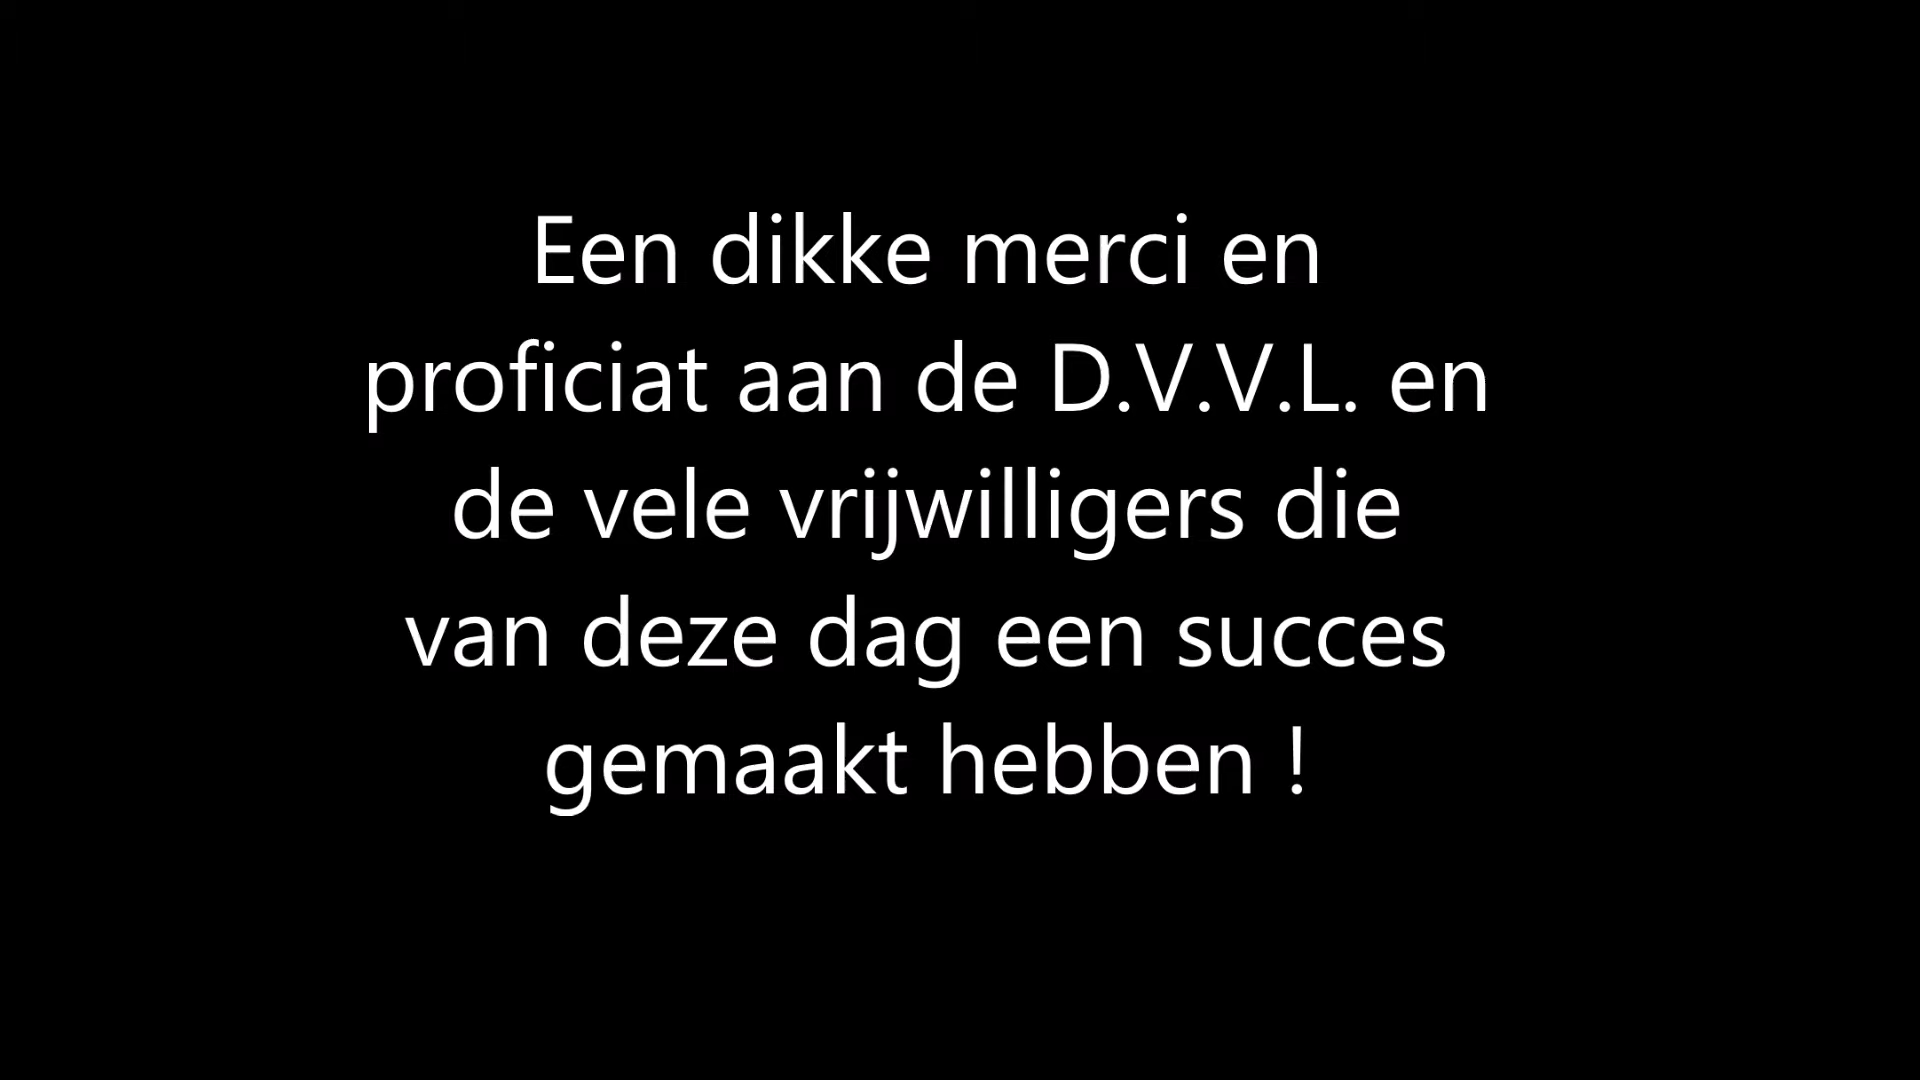 Een dikke merci en
proficiat aan de D.V.V.L. en
de vele vrijwilligers die
van deze dag een succes
gemaakt hebben !